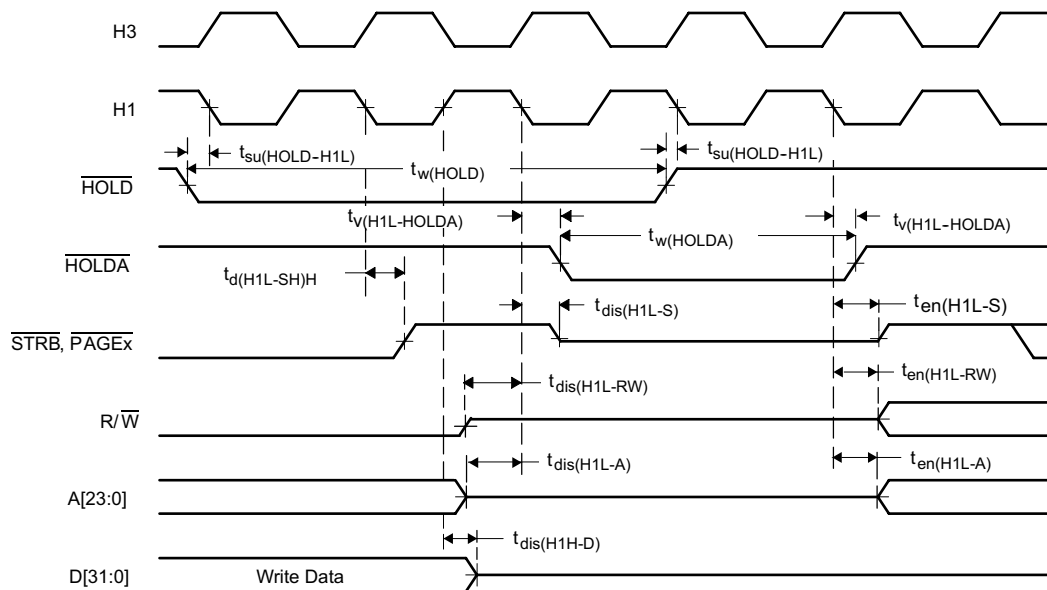 H3
H1
tsu(HOLD-H1L)
tsu(HOLD-H1L)
tw(HOLD)
HOLD
tv(H1L-HOLDA)
tw(HOLDA)
tv(H1L-HOLDA)
HOLDA
td(H1L-SH)H
tdis(H1L-S)
ten(H1L-S)
STRB, PAGEx
tdis(H1L-RW)
ten(H1L-RW)
R/W
tdis(H1L-A)
ten(H1L-A)
A[23:0]
tdis(H1H-D)
D[31:0]
Write Data